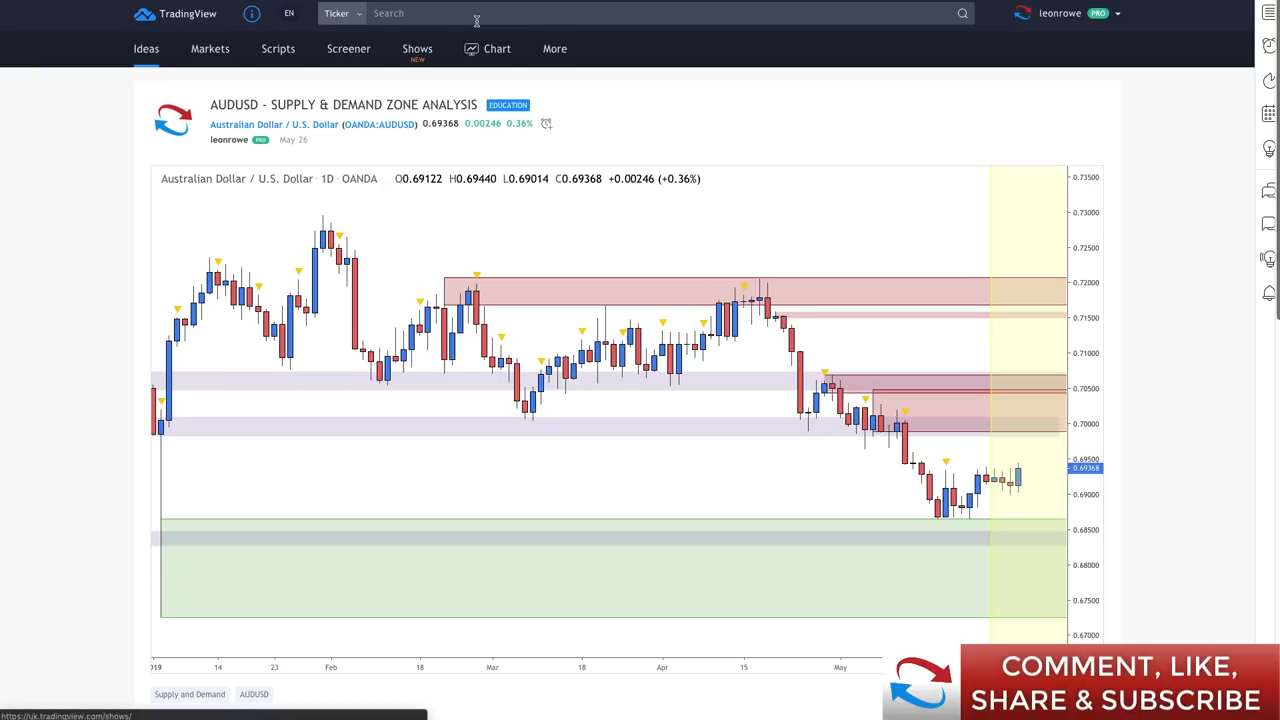 TradingView
EN
Ticker
Search
leonrowe PRO
Ideas
Markets
Scripts
Screener
Shows
NEW
Chart
More
AUDUSD - SUPPLY & DEMAND ZONE ANALYSIS EDUCATION
Australian Dollar / U.S. Dollar (OANDA:AUDUSD) 0.69368 0.00246 0.36%
leonrowe PRO May 26
Australian Dollar / U.S. Dollar · 1D · OANDA O0.69122 H0.69440 L0.69014 C0.69368 +0.00246 (+0.36%)
0.73500
0.73000
0.72500
0.72000
0.71500
0.71000
0.70500
0.70000
0.69500
0.69368
0.69000
0.68500
0.68000
0.67500
0.67000
2019 14 23 Feb 18 Mar 18 Apr 15 May
Supply and Demand
AUDUSD
COMMENT, LIKE,
SHARE & SUBSCRIBE
https://uk.tradingview.com/shows/